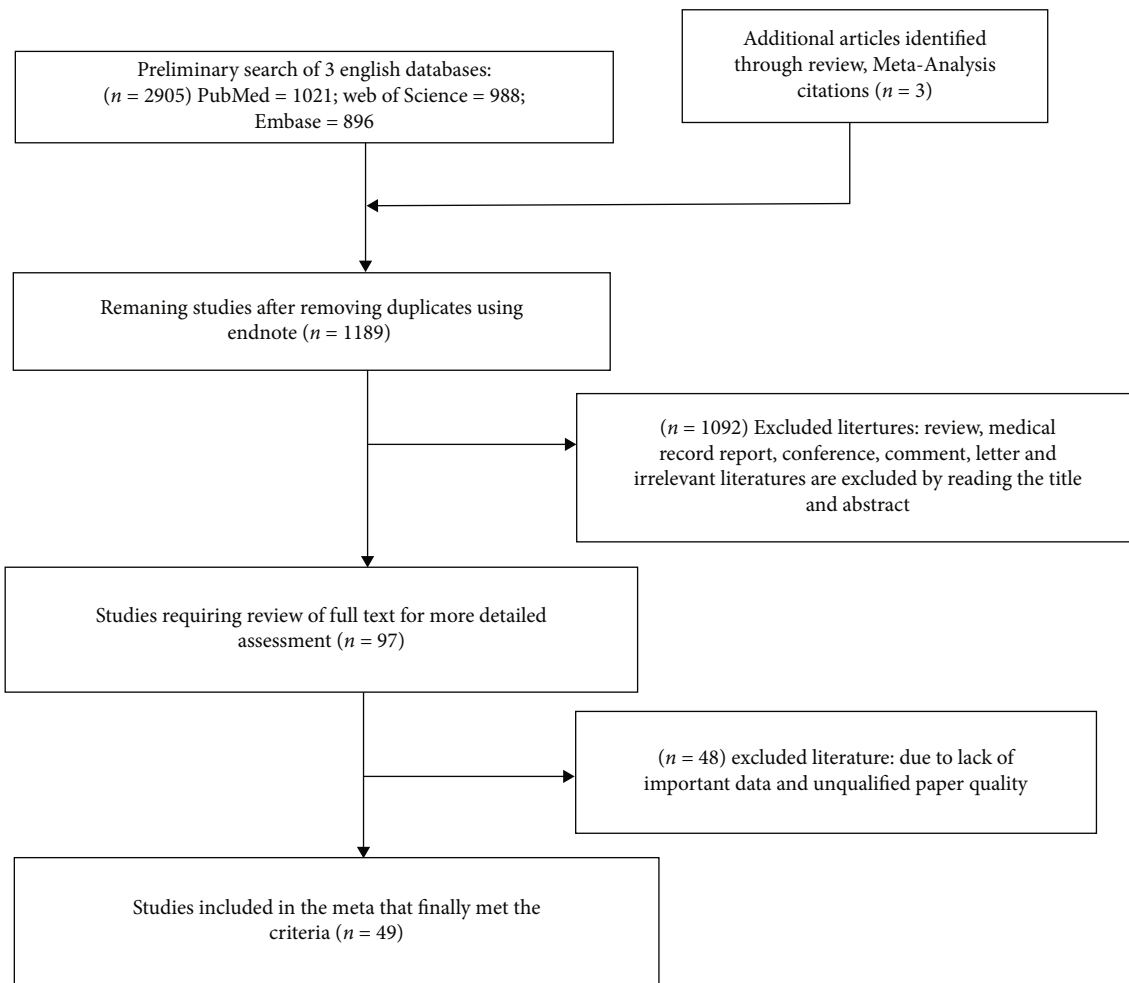 Preliminary search of 3 english databases:
(n = 2905) PubMed = 1021; web of Science = 988;
Embase = 896
Additional articles identified
through review, Meta-Analysis
citations (n = 3)
Remaning studies after removing duplicates using
endnote (n = 1189)
(n = 1092) Excluded litertures: review, medical
record report, conference, comment, letter and
irrelevant literatures are excluded by reading the title
and abstract
Studies requiring review of full text for more detailed
assessment (n = 97)
(n = 48) excluded literature: due to lack of
important data and unqualified paper quality
Studies included in the meta that finally met the
criteria (n = 49)